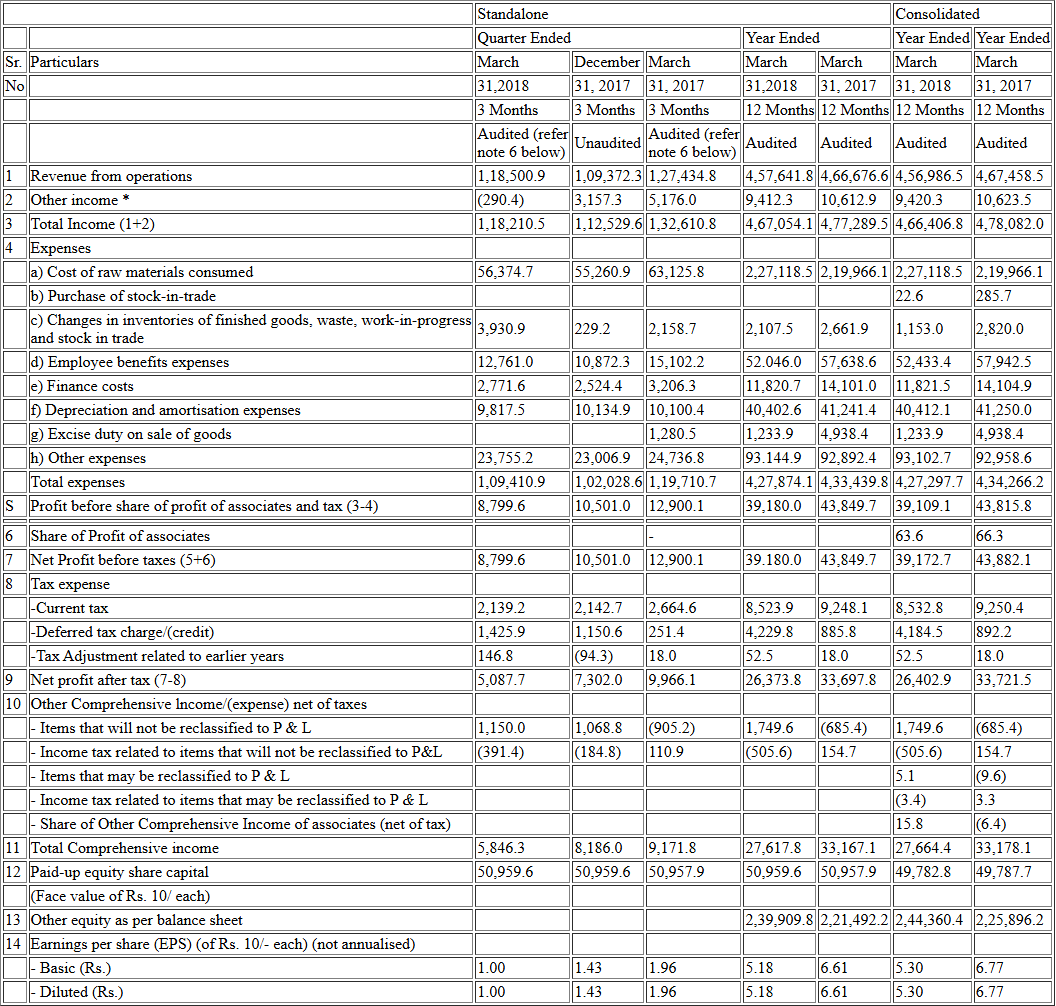 Standalone Consolidated
Quarter Ended Year Ended Year Ended Year Ended
Sr. Particulars March December March March March March March
No 31,2018 31, 2017 31, 2017 31,2018 31, 2017 31, 2018 31, 2017
3 Months 3 Months 3 Months 12 Months 12 Months 12 Months 12 Months
Audited (refer note 6 below) Unaudited Audited (refer note 6 below) Audited Audited Audited Audited
1 Revenue from operations 1,18,500.9 1,09,372.3 1,27,434.8 4,57,641.8 4,66,676.6 4,56,986.5 4,67,458.5
2 Other income * (290.4) 3,157.3 5,176.0 9,412.3 10,612.9 9,420.3 10,623.5
3 Total Income (1+2) 1,18,210.5 1,12,529.6 1,32,610.8 4,67,054.1 4,77,289.5 4,66,406.8 4,78,082.0
4 Expenses
a) Cost of raw materials consumed 56,374.7 55,260.9 63,125.8 2,27,118.5 2,19,966.1 2,27,118.5 2,19,966.1
b) Purchase of stock-in-trade 22.6 285.7
c) Changes in inventories of finished goods, waste, work-in-progress
and stock in trade 3,930.9 229.2 2,158.7 2,107.5 2,661.9 1,153.0 2,820.0
d) Employee benefits expenses 12,761.0 10,872.3 15,102.2 52.046.0 57,638.6 52,433.4 57,942.5
e) Finance costs 2,771.6 2,524.4 3,206.3 11,820.7 14,101.0 11,821.5 14,104.9
f) Depreciation and amortisation expenses 9,817.5 10,134.9 10,100.4 40,402.6 41,241.4 40,412.1 41,250.0
g) Excise duty on sale of goods 1,280.5 1,233.9 4,938.4 1,233.9 4,938.4
h) Other expenses 23,755.2 23,006.9 24,736.8 93.144.9 92,892.4 93,102.7 92,958.6
Total expenses 1,09,410.9 1,02,028.6 1,19,710.7 4,27,874.1 4,33,439.8 4,27,297.7 4,34,266.2
S Profit before share of profit of associates and tax (3-4) 8,799.6 10,501.0 12,900.1 39,180.0 43,849.7 39,109.1 43,815.8
6 Share of Profit of associates - 63.6 66.3
7 Net Profit before taxes (5+6) 8,799.6 10,501.0 12,900.1 39.180.0 43,849.7 39,172.7 43,882.1
8 Tax expense
-Current tax 2,139.2 2,142.7 2,664.6 8,523.9 9,248.1 8,532.8 9,250.4
-Deferred tax charge/(credit) 1,425.9 1,150.6 251.4 4,229.8 885.8 4,184.5 892.2
-Tax Adjustment related to earlier years 146.8 (94.3) 18.0 52.5 18.0 52.5 18.0
9 Net profit after tax (7-8) 5,087.7 7,302.0 9,966.1 26,373.8 33,697.8 26,402.9 33,721.5
10 Other Comprehensive lncome/(expense) net of taxes
- Items that will not be reclassified to P & L 1,150.0 1,068.8 (905.2) 1,749.6 (685.4) 1,749.6 (685.4)
- Income tax related to items that will not be reclassified to P&L (391.4) (184.8) 110.9 (505.6) 154.7 (505.6) 154.7
- Items that may be reclassified to P & L 5.1 (9.6)
- Income tax related to items that may be reclassified to P & L (3.4) 3.3
- Share of Other Comprehensive Income of associates (net of tax) 15.8 (6.4)
11 Total Comprehensive income 5,846.3 8,186.0 9,171.8 27,617.8 33,167.1 27,664.4 33,178.1
12 Paid-up equity share capital 50,959.6 50,959.6 50,957.9 50,959.6 50,957.9 49,782.8 49,787.7
(Face value of Rs. 10/ each)
13 Other equity as per balance sheet 2,39,909.8 2,21,492.2 2,44,360.4 2,25,896.2
14 Earnings per share (EPS) (of Rs. 10/- each) (not annualised)
- Basic (Rs.) 1.00 1.43 1.96 5.18 6.61 5.30 6.77
- Diluted (Rs.) 1.00 1.43 1.96 5.18 6.61 5.30 6.77